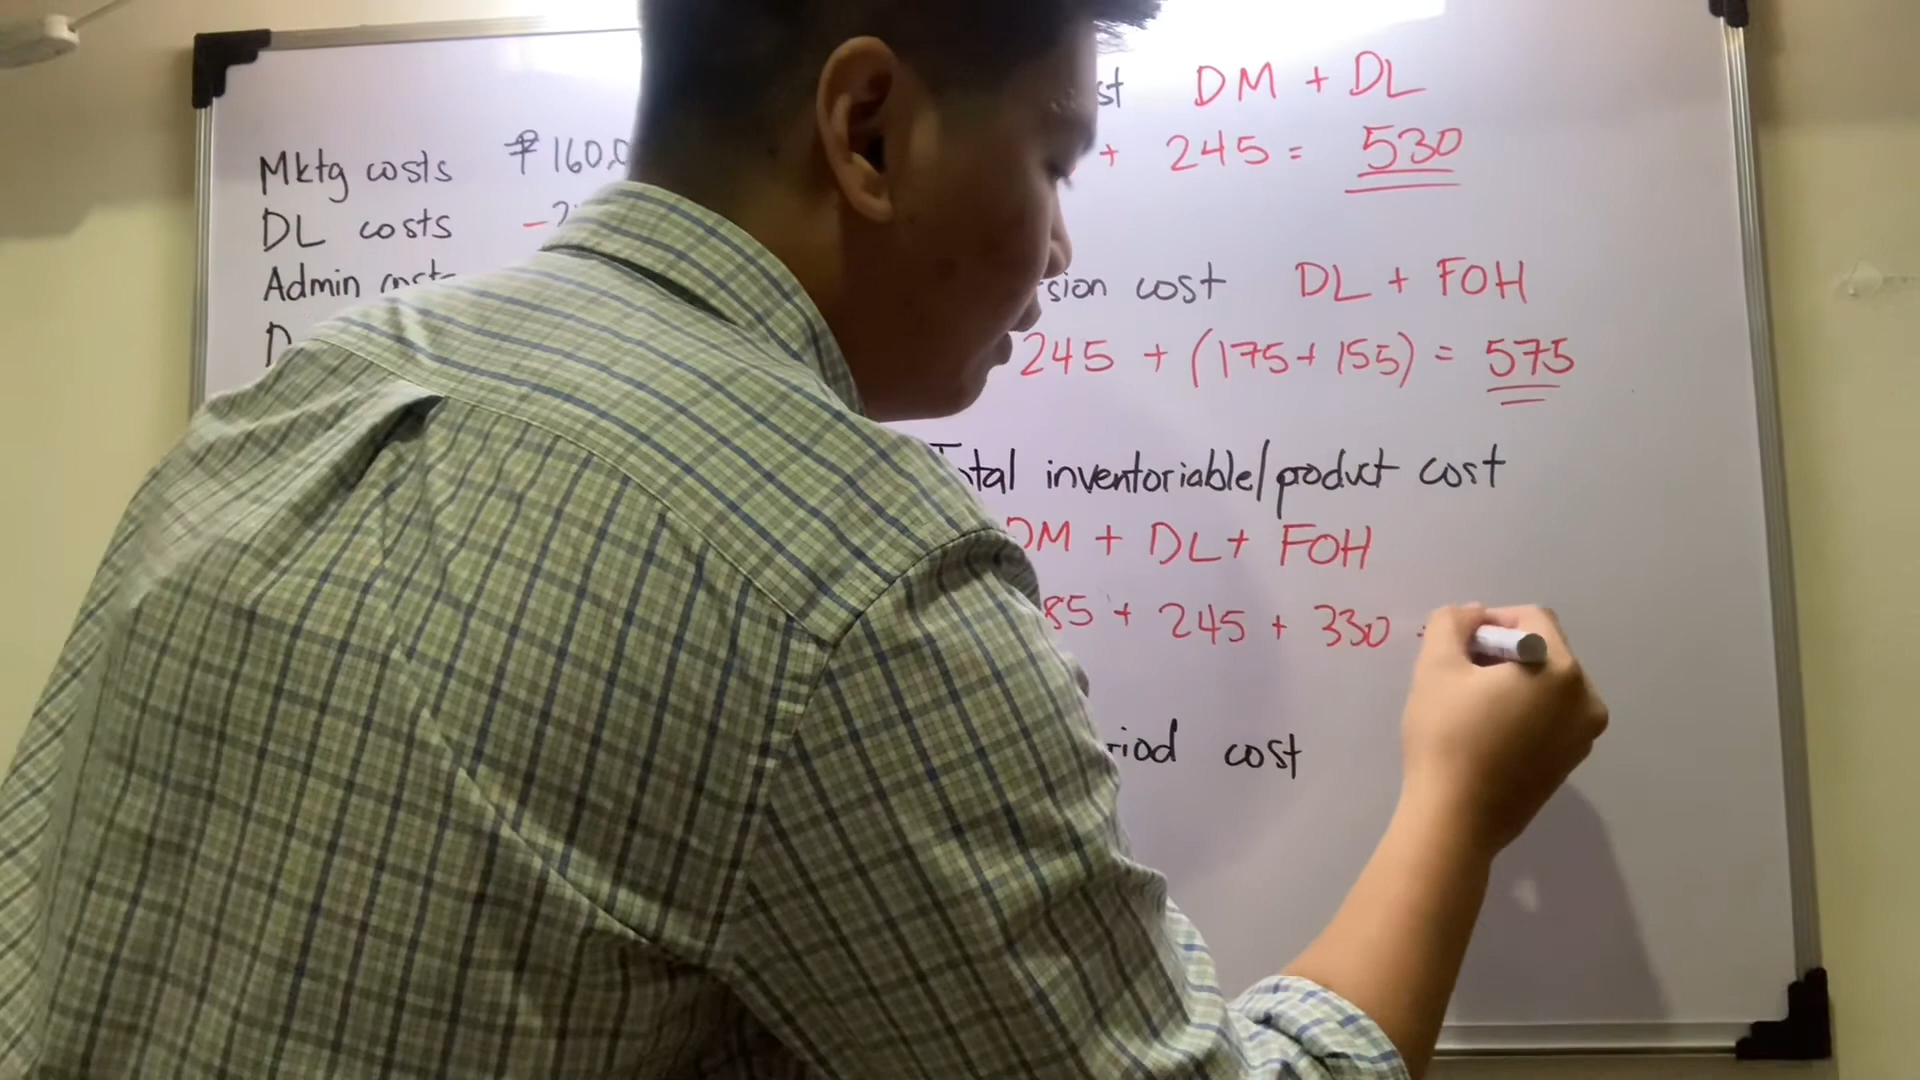 Mktg costs ₱160,0
DL costs -2
Admin cost
D
st DM + DL
+ 245 = 530
sion cost DL + FOH
245 + (175+155) = 575
Total inventoriable/product cost
DM + DL + FOH
85 + 245 + 330 =
riod cost